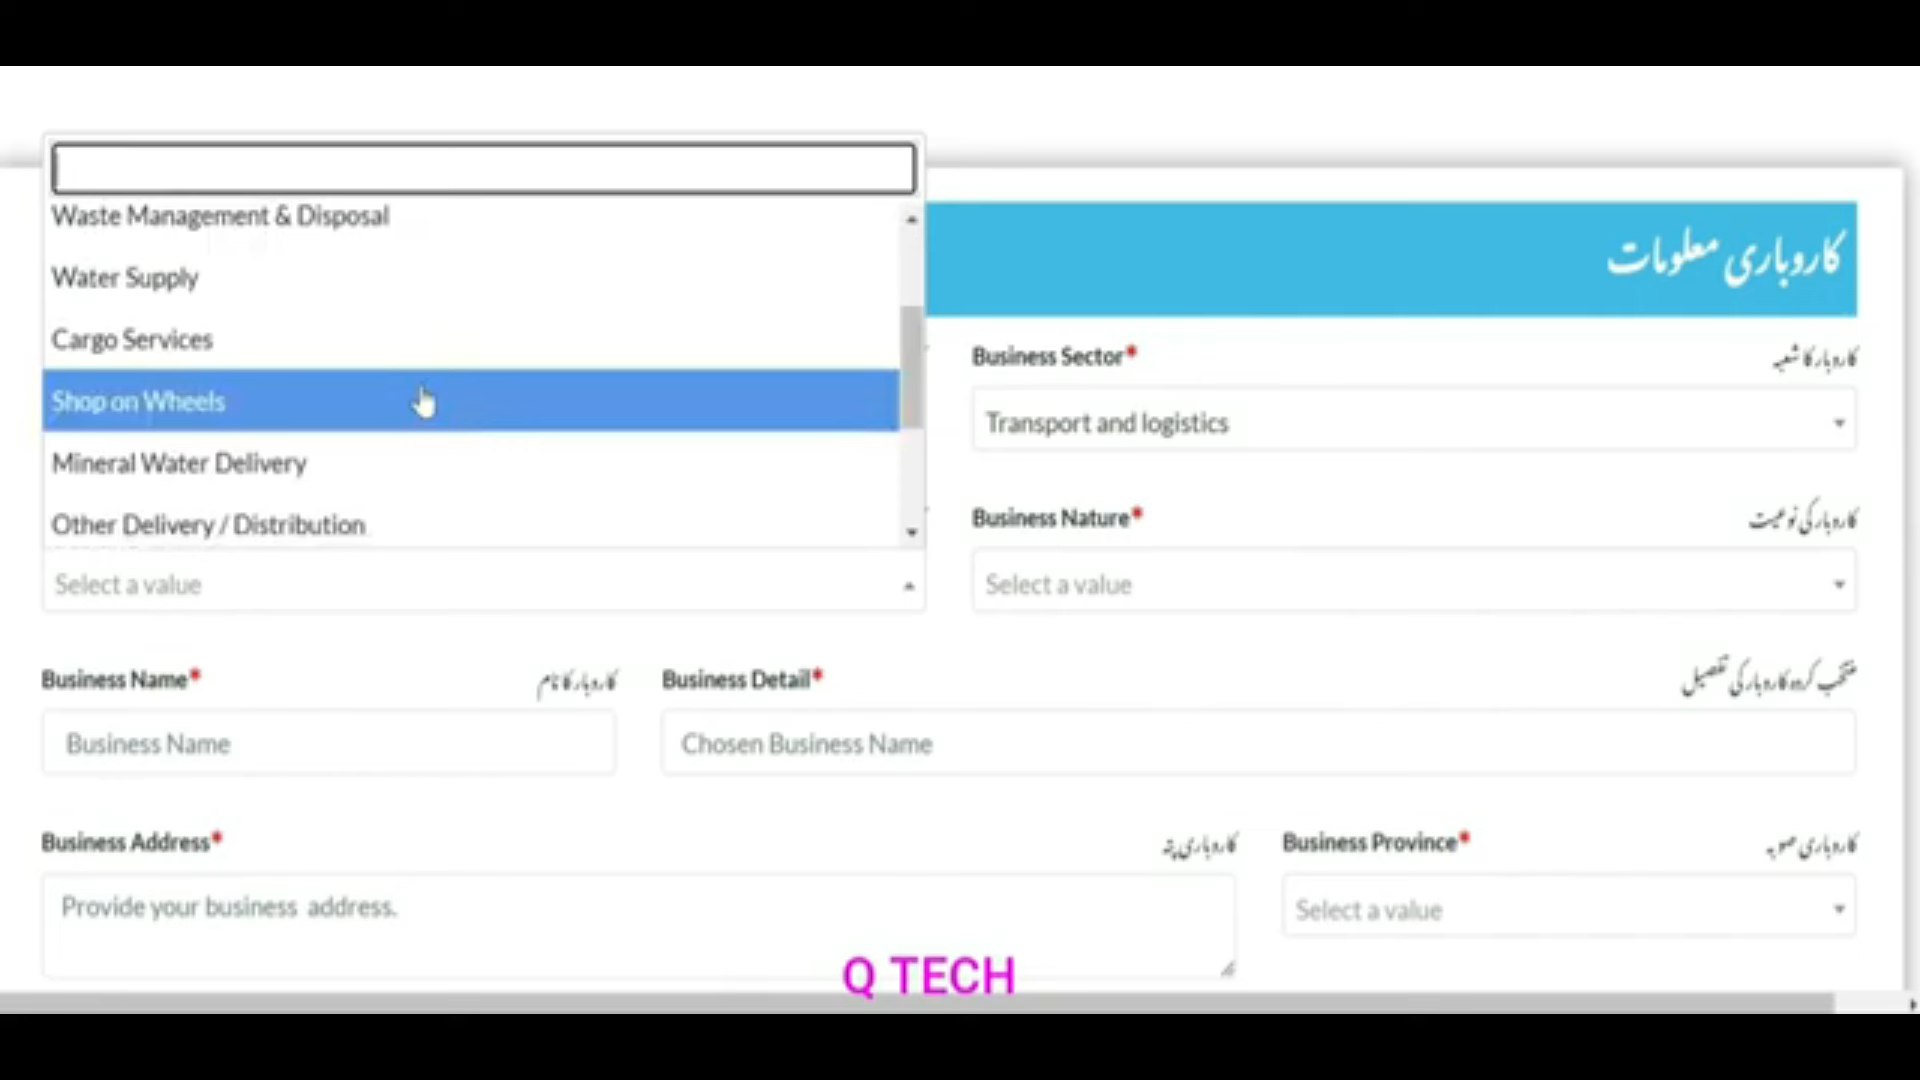 Waste Management & Disposal
Water Supply
Cargo Services
Shop on Wheels
Mineral Water Delivery
Other Delivery / Distribution
Select a value
کاروباری معلومات
Business Sector*
کاروبار کا شعبہ
Transport and logistics
Business Nature*
کاروبار کی نوعیت
Select a value
Business Name*
کاروبار کا نام
Business Name
Business Detail*
منتخب کردہ کاروبار کی تفصیل
Chosen Business Name
Business Address*
کاروباری پتہ
Provide your business address.
Business Province*
کاروباری صوبہ
Select a value
Q TECH